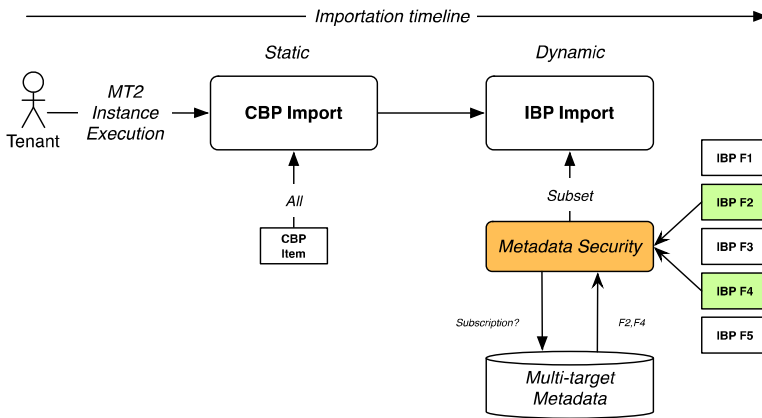 Importation timeline
Static
Dynamic
Tenant
MT2
Instance
Execution
CBP Import
IBP Import
All
CBP
Item
Subset
Metadata Security
IBP F1
IBP F2
IBP F3
IBP F4
IBP F5
Subscription?
F2,F4
Multi-target
Metadata